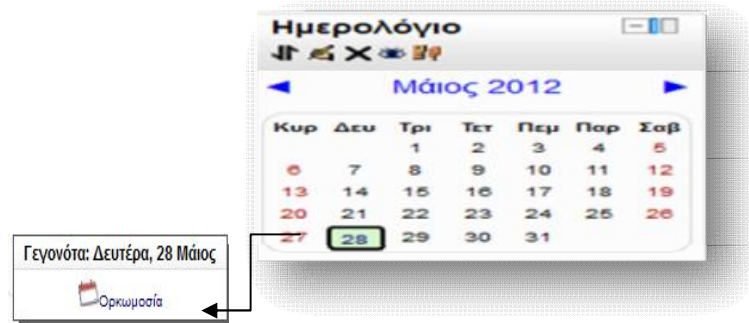 Ημερολόγιο
Μάιος 2012
Κυρ Δευ Τρι Τετ Πεμ Παρ Σαβ
1 2 3 4 5
6 7 8 9 10 11 12
13 14 15 16 17 18 19
20 21 22 23 24 25 26
27 28 29 30 31
Γεγονότα: Δευτέρα, 28 Μάιος
Ορκωμοσία